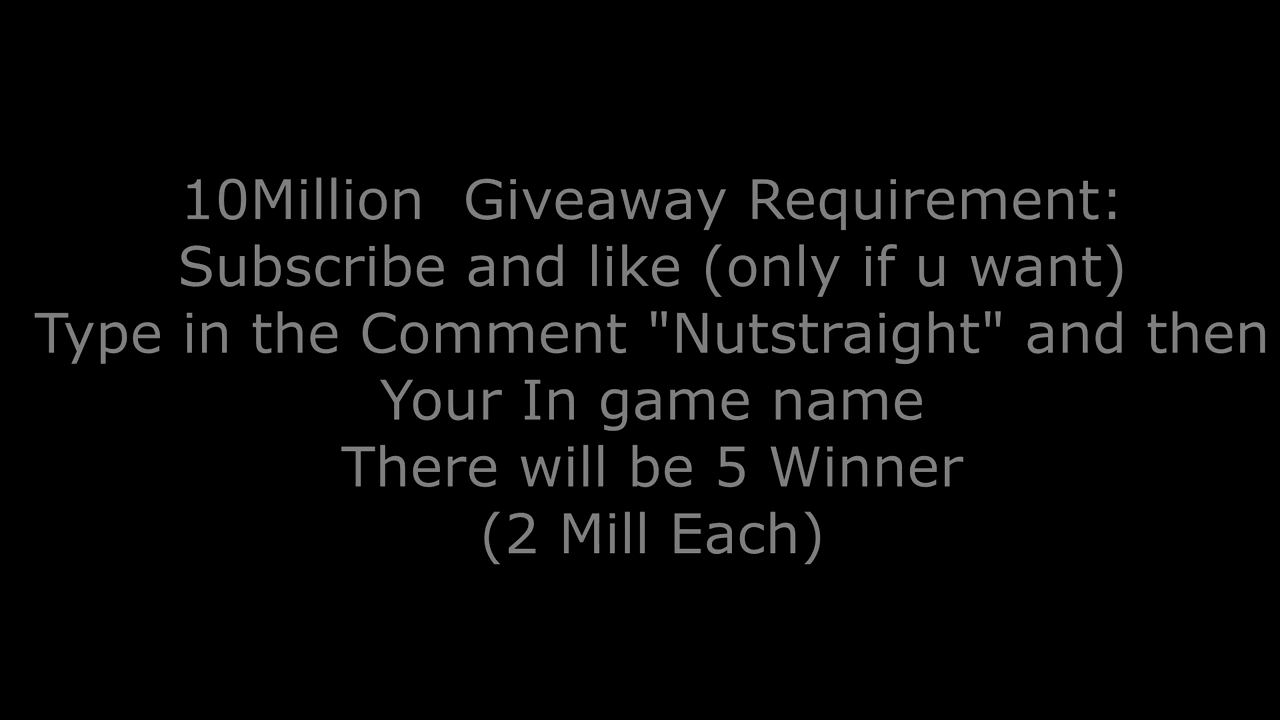 10Million  Giveaway Requirement:
Subscribe and like (only if u want)
Type in the Comment "Nutstraight" and then
Your In game name
There will be 5 Winner
(2 Mill Each)